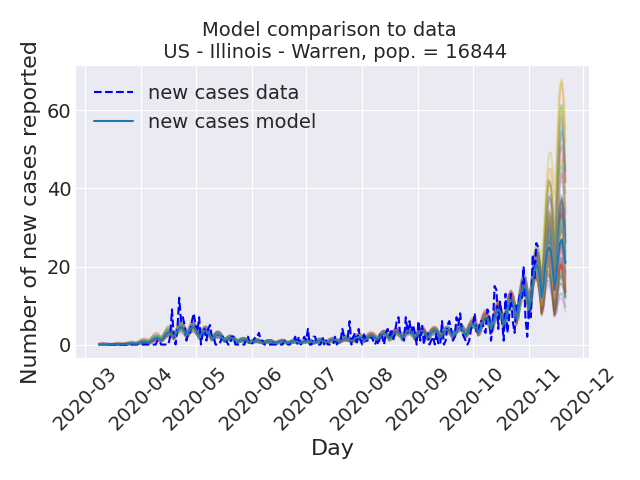 Model comparison to data
US - Illinois - Warren, pop. = 16844
Number of new cases reported
60
40
20
0
new cases data
new cases model
2020-03
2020-04
2020-05
2020-06
2020-07
2020-08
2020-09
2020-10
2020-11
2020-12
Day